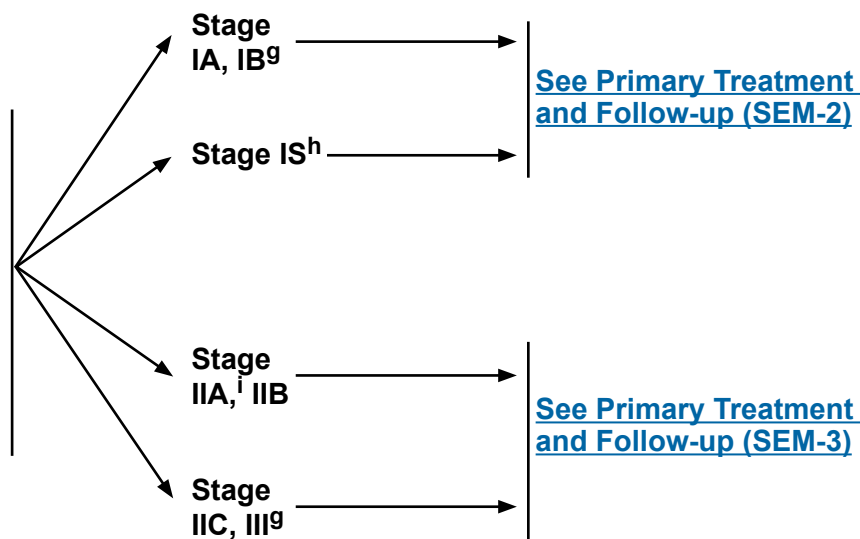 Stage
IA, IBg
See Primary Treatment
and Follow-up (SEM-2)
Stage ISh
Stage
IIA,i IIB
See Primary Treatment
and Follow-up (SEM-3)
Stage
IIC, IIIg